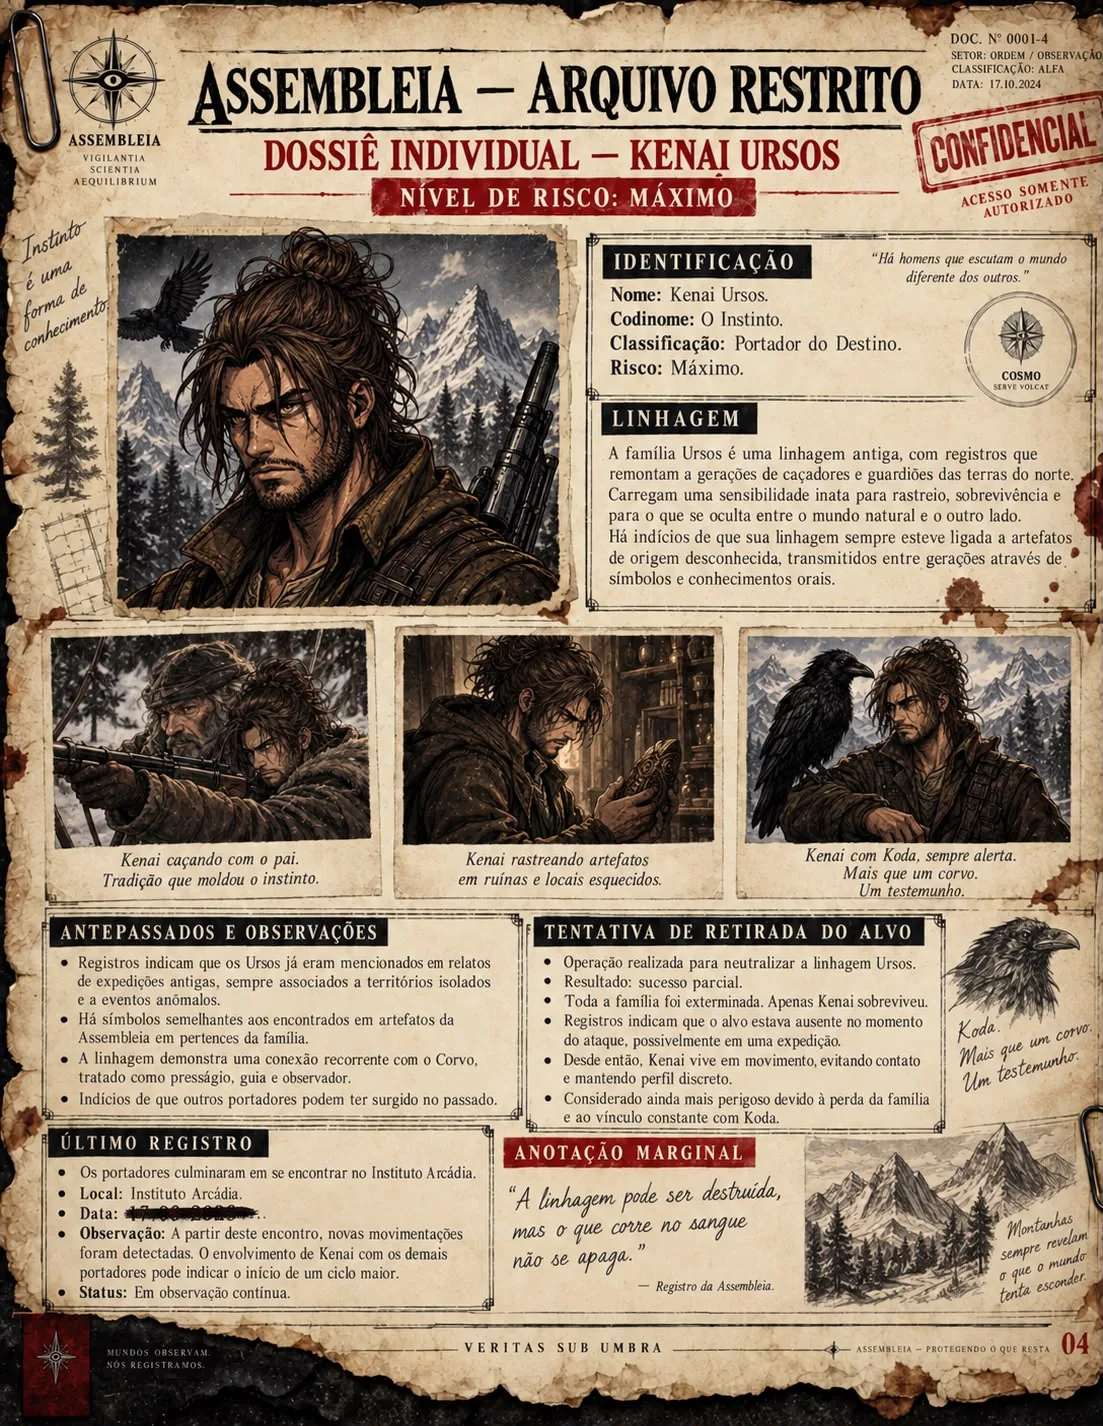 DOC. Nº 0001-4
SETOR: ORDEM / OBSERVAÇÃO
CLASSIFICAÇÃO: ALFA
DATA: 17.10.2024
ASSEMBLEIA
VIGILANTIA
SCIENTIA
AEQUILIBRIUM
ASSEMBLEIA — ARQUIVO RESTRITO
DOSSIÊ INDIVIDUAL — KENAI URSOS
NÍVEL DE RISCO: MÁXIMO
CONFIDENCIAL
ACESSO SOMENTE
AUTORIZADO
Instinto
é uma
forma de
conhecimento.
IDENTIFICAÇÃO
Nome: Kenai Ursos.
Codinome: O Instinto.
Classificação: Portador do Destino.
Risco: Máximo.
“Há homens que escutam o mundo
diferente dos outros.”
COSMO
SERVE VOLCAT
LINHAGEM
A família Ursos é uma linhagem antiga, com registros que
remontam a gerações de caçadores e guardiões das terras do norte.
Carregam uma sensibilidade inata para rastreio, sobrevivência e
para o que se oculta entre o mundo natural e o outro lado.
Há indícios de que sua linhagem sempre esteve ligada a artefatos
de origem desconhecida, transmitidos entre gerações através de
símbolos e conhecimentos orais.
Kenai caçando com o pai.
Tradição que moldou o instinto.
Kenai rastreando artefatos
em ruínas e locais esquecidos.
Kenai com Koda, sempre alerta.
Mais que um corvo.
Um testemunho.
ANTEPASSADOS E OBSERVAÇÕES
• Registros indicam que os Ursos já eram mencionados em relatos
de expedições antigas, sempre associados a territórios isolados
e a eventos anômalos.
• Há símbolos semelhantes aos encontrados em artefatos da
Assembleia em pertences da família.
• A linhagem demonstra uma conexão recorrente com o Corvo,
tratado como presságio, guia e observador.
• Indícios de que outros portadores podem ter surgido no passado.
TENTATIVA DE RETIRADA DO ALVO
• Operação realizada para neutralizar a linhagem Ursos.
• Resultado: sucesso parcial.
• Toda a família foi exterminada. Apenas Kenai sobreviveu.
• Registros indicam que o alvo estava ausente no momento
do ataque, possivelmente em uma expedição.
• Desde então, Kenai vive em movimento, evitando contato
e mantendo perfil discreto.
• Considerado ainda mais perigoso devido à perda da família
e ao vínculo constante com Koda.
Koda.
Mais que um corvo.
Um testemunho.
ÚLTIMO REGISTRO
• Os portadores culminaram em se encontrar no Instituto Arcádia.
• Local: Instituto Arcádia.
• Data:
• Observação: A partir deste encontro, novas movimentações
foram detectadas. O envolvimento de Kenai com os demais
portadores pode indicar o início de um ciclo maior.
• Status: Em observação contínua.
ANOTAÇÃO MARGINAL
“A linhagem pode ser destruída,
mas o que corre no sangue
não se apaga.”
— Registro da Assembleia.
Montanhas
sempre revelam
o que o mundo
tenta esconder.
MUNDOS OBSERVAM.
NÓS REGISTRAMOS.
VERITAS SUB UMBRA
ASSEMBLEIA — PROTEGENDO O QUE RESTA
04